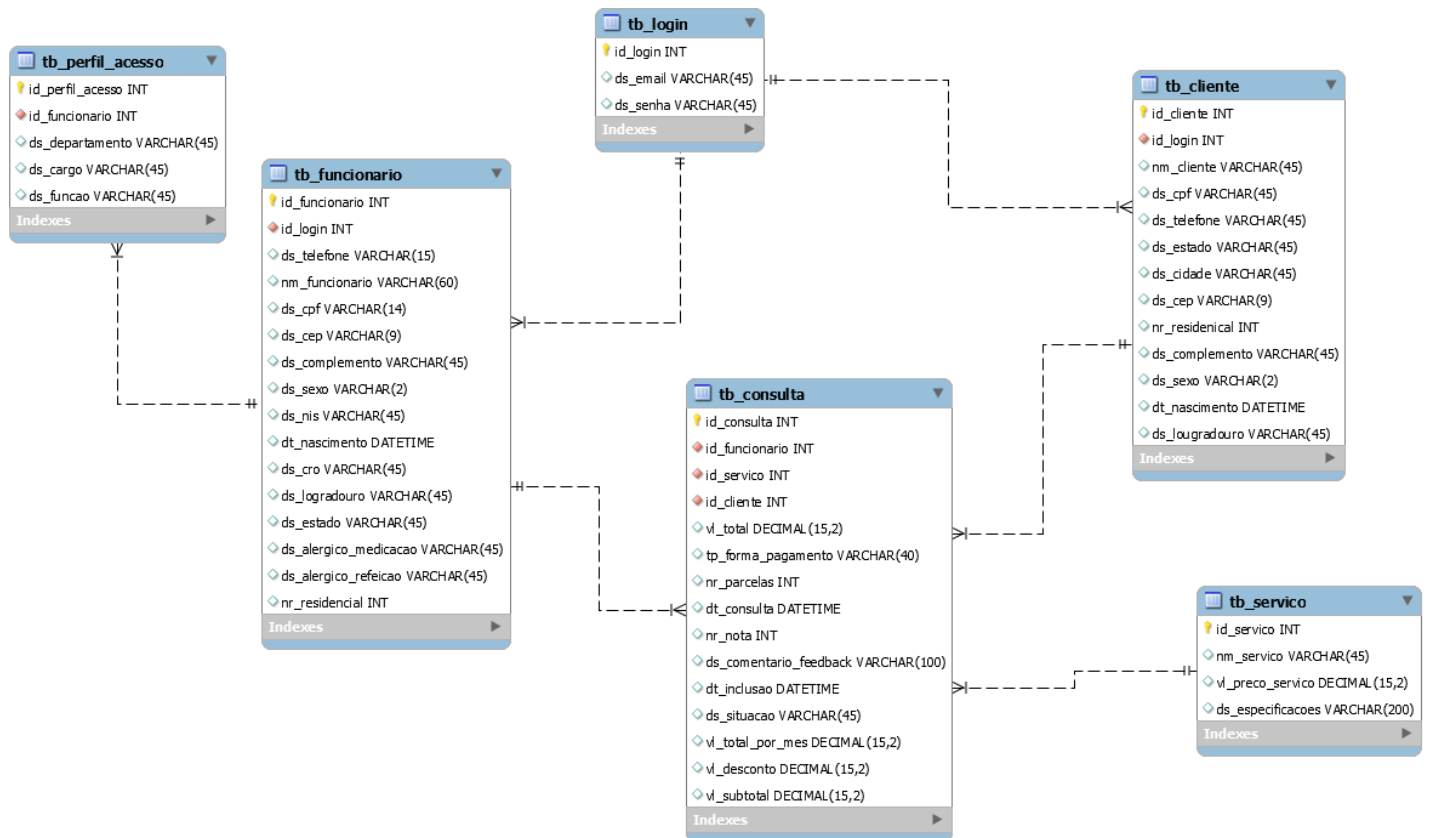 tb_perfil_acesso
id_perfil_acesso INT
id_funcionario INT
ds_departamento VARCHAR(45)
ds_cargo VARCHAR(45)
ds_funcao VARCHAR(45)
Indexes
tb_funcionario
id_funcionario INT
id_login INT
ds_telefone VARCHAR(15)
nm_funcionario VARCHAR(60)
ds_cpf VARCHAR(14)
ds_cep VARCHAR(9)
ds_complemento VARCHAR(45)
ds_sexo VARCHAR(2)
ds_nis VARCHAR(45)
dt_nascimento DATETIME
ds_cro VARCHAR(45)
ds_logradouro VARCHAR(45)
ds_estado VARCHAR(45)
ds_alergico_medicacao VARCHAR(45)
ds_alergico_refeicao VARCHAR(45)
nr_residencial INT
Indexes
tb_login
id_login INT
ds_email VARCHAR(45)
ds_senha VARCHAR(45)
Indexes
tb_consulta
id_consulta INT
id_funcionario INT
id_servico INT
id_cliente INT
vl_total DECIMAL(15,2)
tp_forma_pagamento VARCHAR(40)
nr_parcelas INT
dt_consulta DATETIME
nr_nota INT
ds_comentario_feedback VARCHAR(100)
dt_inclusao DATETIME
ds_situacao VARCHAR(45)
vl_total_por_mes DECIMAL(15,2)
vl_desconto DECIMAL(15,2)
vl_subtotal DECIMAL(15,2)
Indexes
tb_cliente
id_cliente INT
id_login INT
nm_cliente VARCHAR(45)
ds_cpf VARCHAR(45)
ds_telefone VARCHAR(45)
ds_estado VARCHAR(45)
ds_cidade VARCHAR(45)
ds_cep VARCHAR(9)
nr_residenical INT
ds_complemento VARCHAR(45)
ds_sexo VARCHAR(2)
dt_nascimento DATETIME
ds_lougradouro VARCHAR(45)
Indexes
tb_servico
id_servico INT
nm_servico VARCHAR(45)
vl_preco_servico DECIMAL(15,2)
ds_especificacoes VARCHAR(200)
Indexes